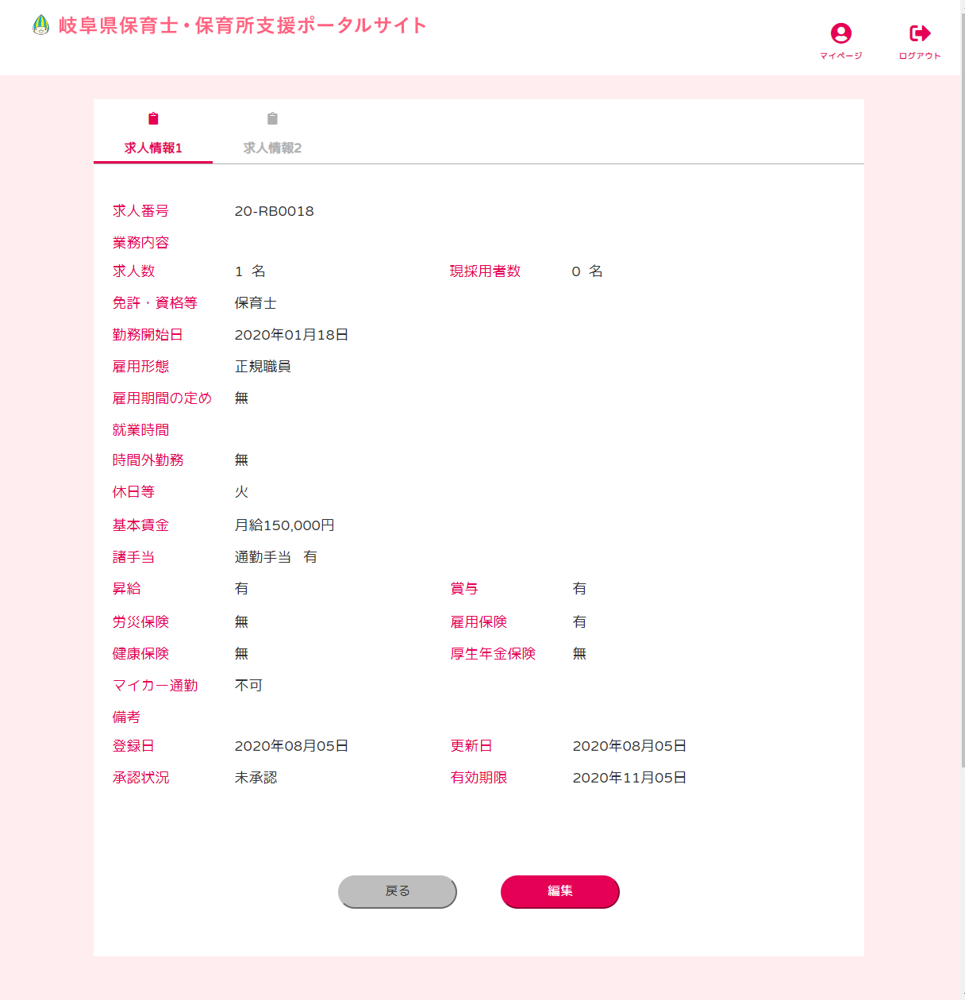 岐阜県保育士・保育所支援ポータルサイト
マイページ ログアウト
求人情報1 求人情報2
求人番号 20-RB0018
業務内容
求人数 1 名 現採用者数 0 名
免許・資格等 保育士
勤務開始日 2020年01月18日
雇用形態 正規職員
雇用期間の定め 無
就業時間
時間外勤務 無
休日等 火
基本賃金 月給150,000円
諸手当 通勤手当 有
昇給 有 賞与 有
労災保険 無 雇用保険 有
健康保険 無 厚生年金保険 無
マイカー通勤 不可
備考
登録日 2020年08月05日 更新日 2020年08月05日
承認状況 未承認 有効期限 2020年11月05日
戻る 編集